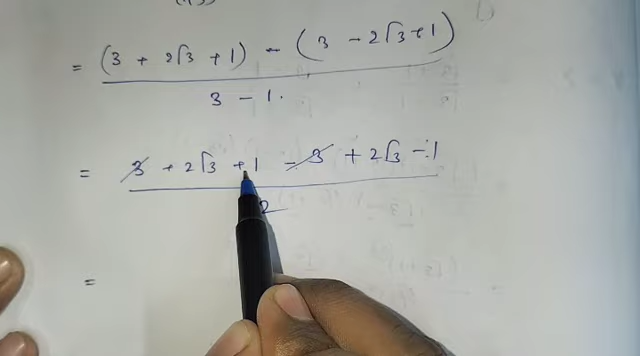 = (3 + 2√3 + 1) - (3 - 2√3 + 1)
3 - 1.
= 3 + 2√3 + 1 - 3 + 2√3 - 1
2
=